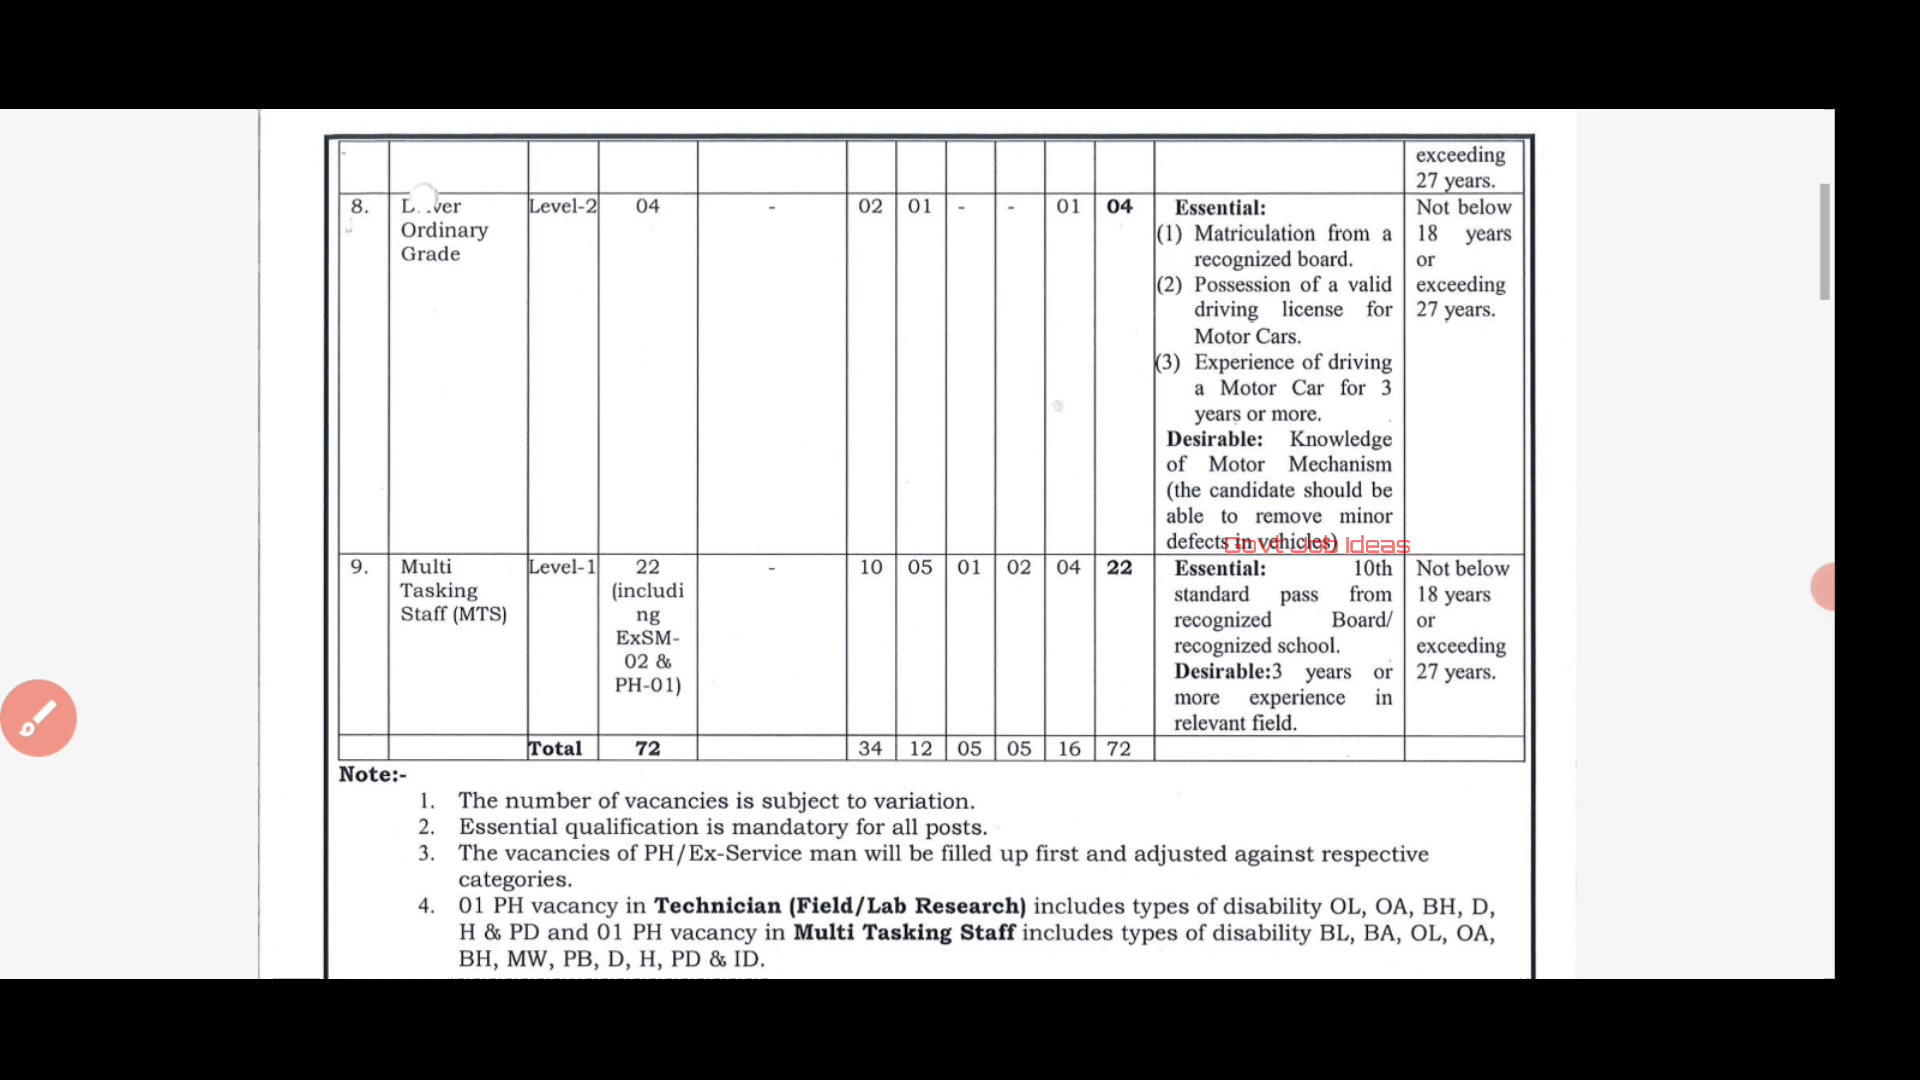 exceeding
27 years.
8. Ordinary Grade Level-2 04 - 02 01 - - 01 04
Essential:
(1) Matriculation from a
recognized board.
(2) Possession of a valid
driving license for
Motor Cars.
(3) Experience of driving
a Motor Car for 3
years or more.
Desirable: Knowledge
of Motor Mechanism
(the candidate should be
able to remove minor
defects in vehicles)
Not below
18 years
or
exceeding
27 years.
Govt Job Ideas
9. Multi
Tasking
Staff (MTS)
Level-1
22
(includi
ng
ExSM-
02 &
PH-01)
- 10 05 01 02 04 22
Essential: 10th
standard pass from
recognized Board/
recognized school.
Desirable:3 years or
more experience in
relevant field.
Not below
18 years
or
exceeding
27 years.
Total 72 34 12 05 05 16 72
Note:-
1. The number of vacancies is subject to variation.
2. Essential qualification is mandatory for all posts.
3. The vacancies of PH/Ex-Service man will be filled up first and adjusted against respective
categories.
4. 01 PH vacancy in Technician (Field/Lab Research) includes types of disability OL, OA, BH, D,
H & PD and 01 PH vacancy in Multi Tasking Staff includes types of disability BL, BA, OL, OA,
BH, MW, PB, D, H, PD & ID.